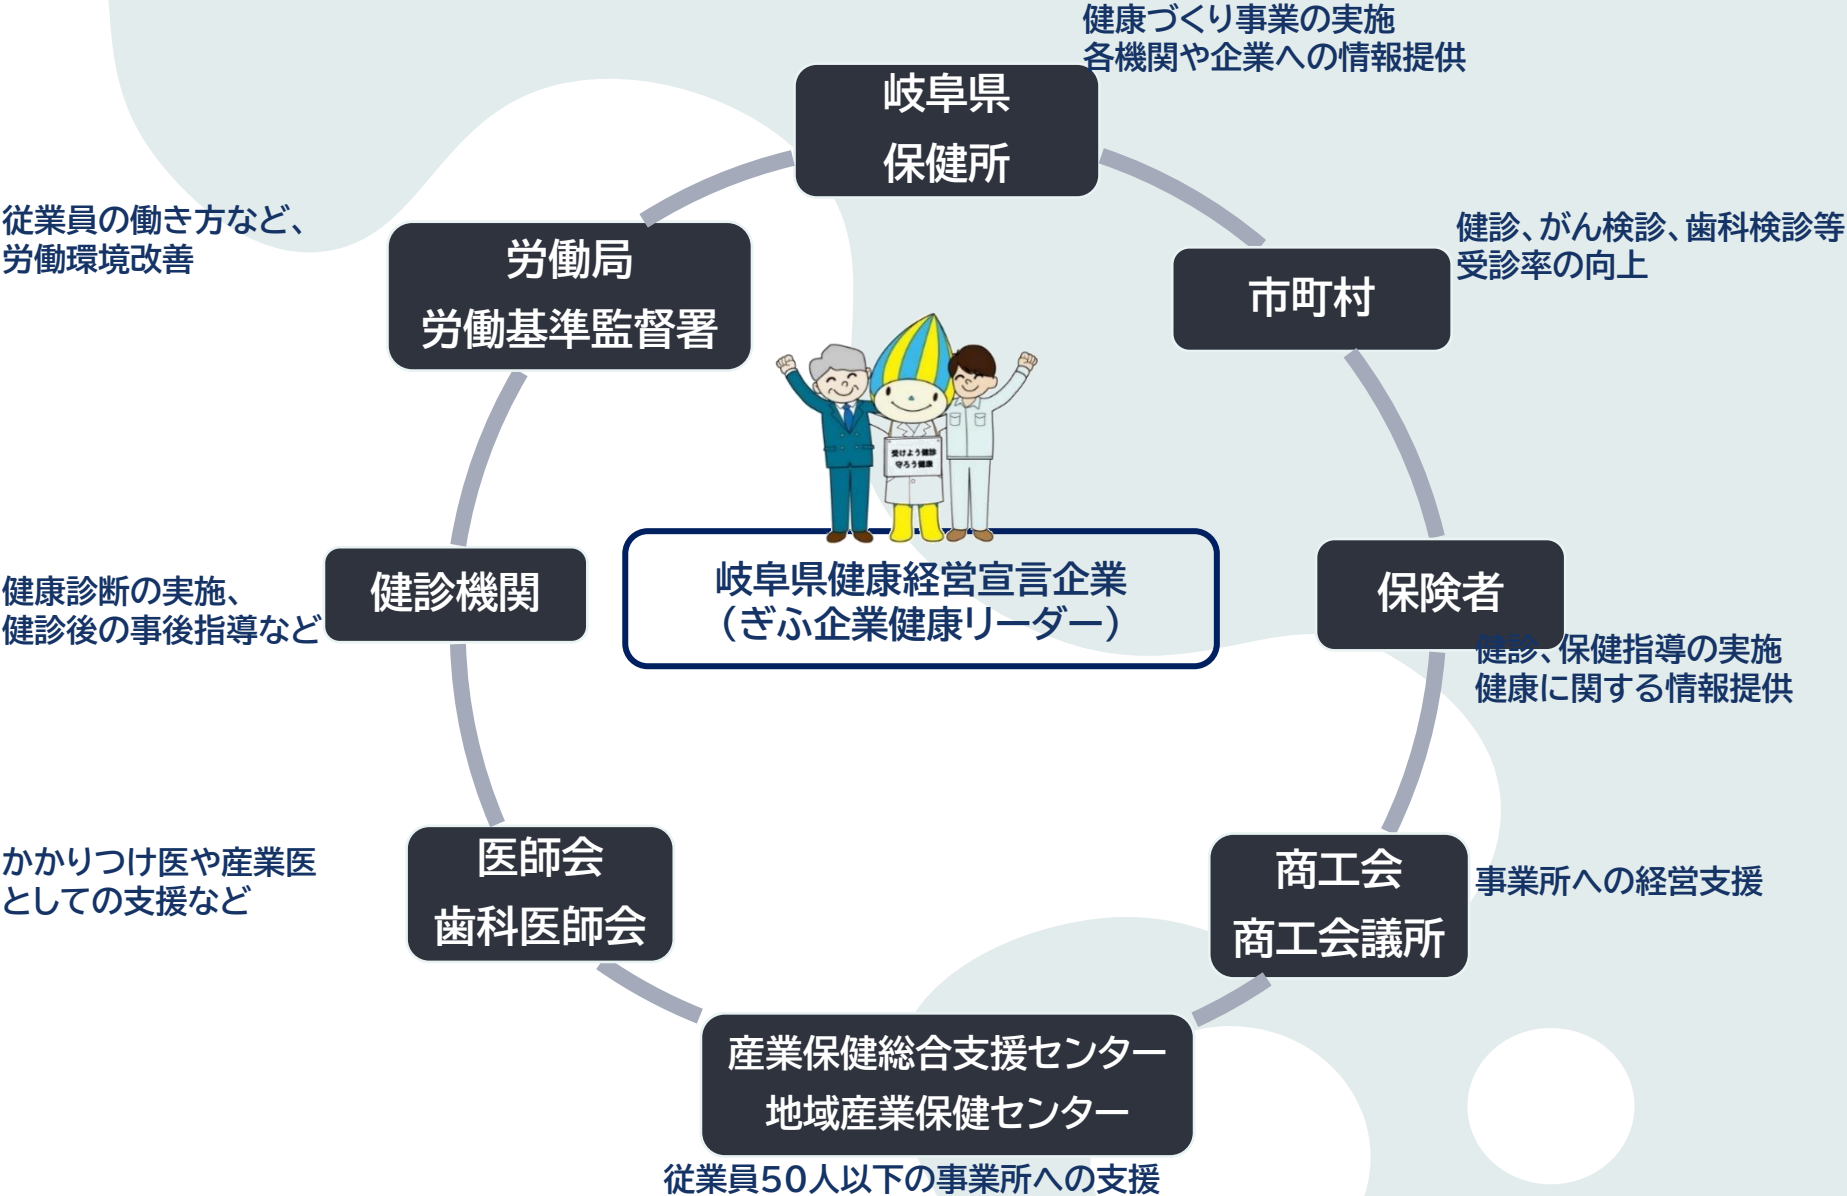 健康づくり事業の実施
各機関や企業への情報提供
岐阜県
保健所
従業員の働き方など、
労働環境改善
労働局
労働基準監督署
市町村
健診、がん検診、歯科検診等
受診率の向上
受けよう健診
守ろう健康
岐阜県健康経営宣言企業
（ぎふ企業健康リーダー）
健康診断の実施、
健診後の事後指導など
健診機関
保険者
健診、保健指導の実施
健康に関する情報提供
かかりつけ医や産業医
としての支援など
医師会
歯科医師会
商工会
商工会議所
事業所への経営支援
産業保健総合支援センター
地域産業保健センター
従業員50人以下の事業所への支援